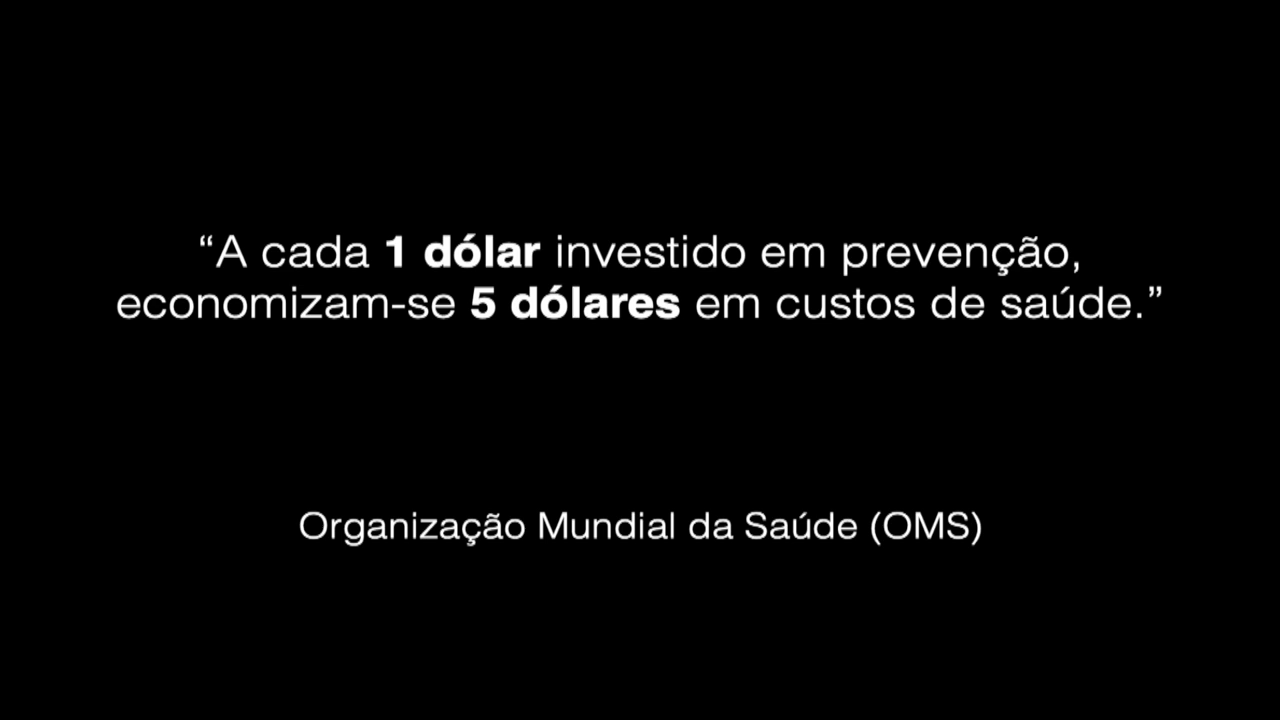 “A cada 1 dólar investido em prevenção,
economizam-se 5 dólares em custos de saúde.”
Organização Mundial da Saúde (OMS)